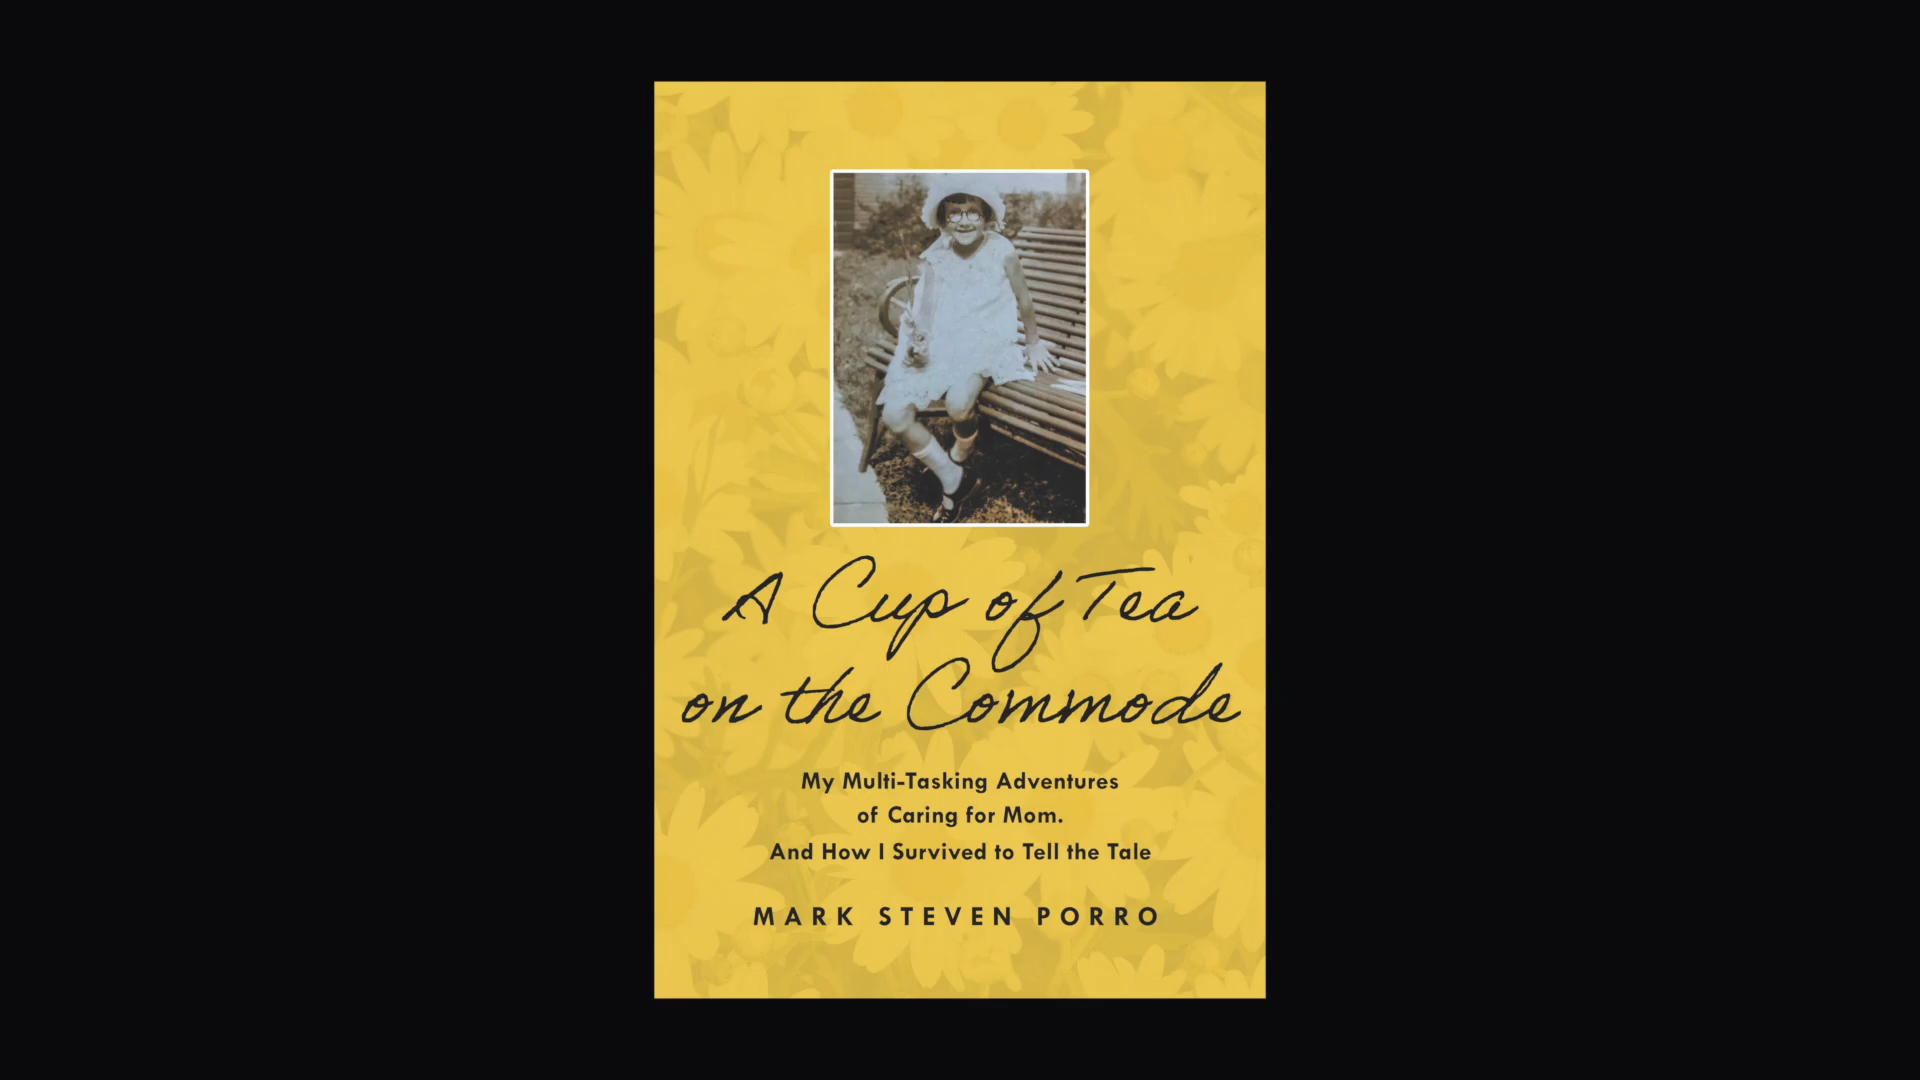 A Cup of Tea
on the Commode
My Multi-Tasking Adventures
of Caring for Mom.
And How I Survived to Tell the Tale
MARK STEVEN PORRO